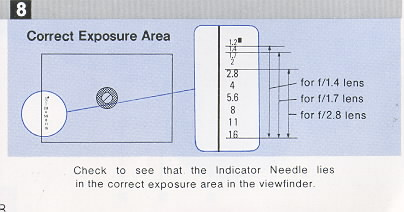 8
Correct Exposure Area
1.2
1.4
1.7
2
2.8
4
5.6
8
11
16
for f/1.4 lens
for f/1.7 lens
for f/2.8 lens
Check to see that the Indicator Needle lies
in the correct exposure area in the viewfinder.